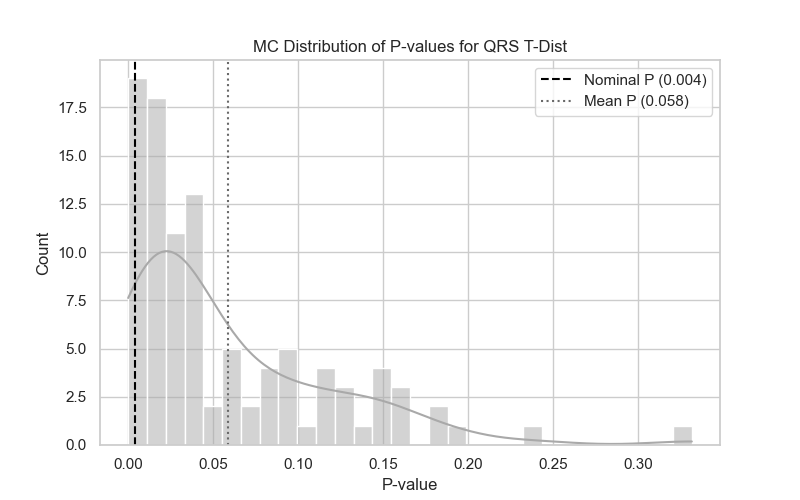 MC Distribution of P-values for QRS T-Dist
Nominal P (0.004)
Mean P (0.058)
17.5
15.0
12.5
10.0
7.5
5.0
2.5
0.0
Count
0.00 0.05 0.10 0.15 0.20 0.25 0.30
P-value